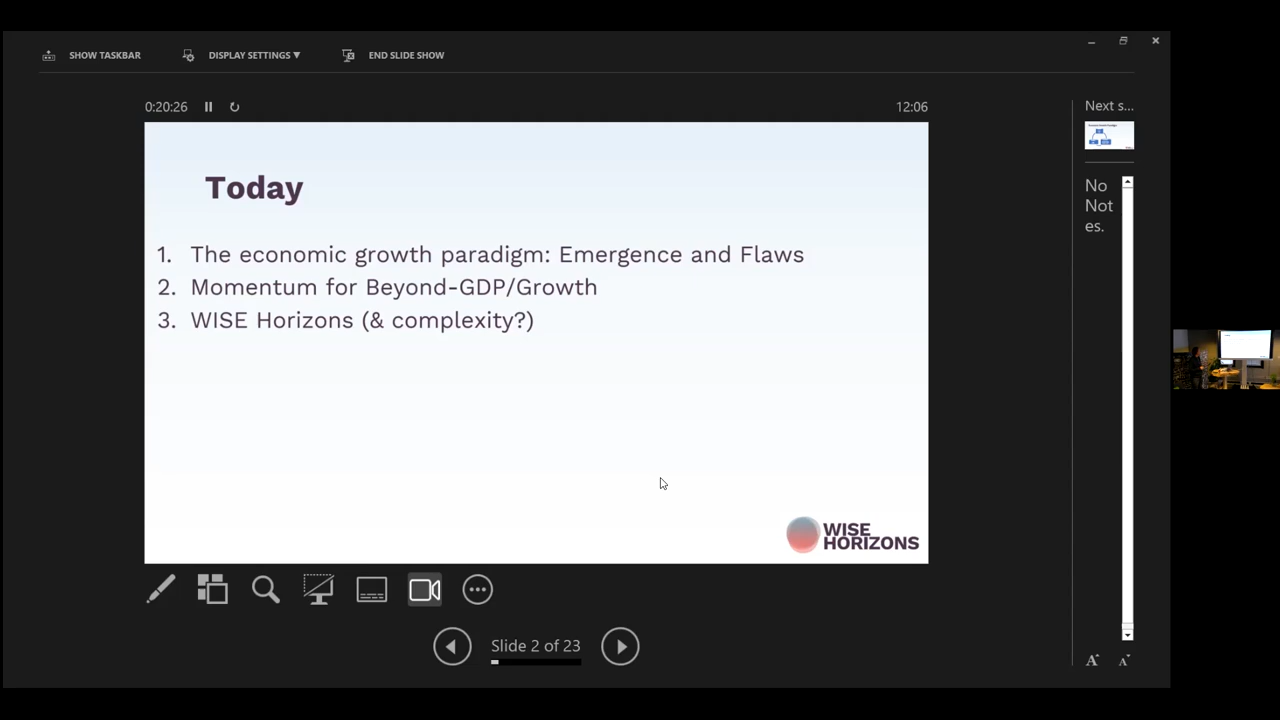 SHOW TASKBAR
DISPLAY SETTINGS ▼
END SLIDE SHOW
0:20:26
12:06
Next s...
Today
1. The economic growth paradigm: Emergence and Flaws
2. Momentum for Beyond-GDP/Growth
3. WISE Horizons (& complexity?)
WISE
HORIZONS
No
Not
es.
Slide 2 of 23
A
A